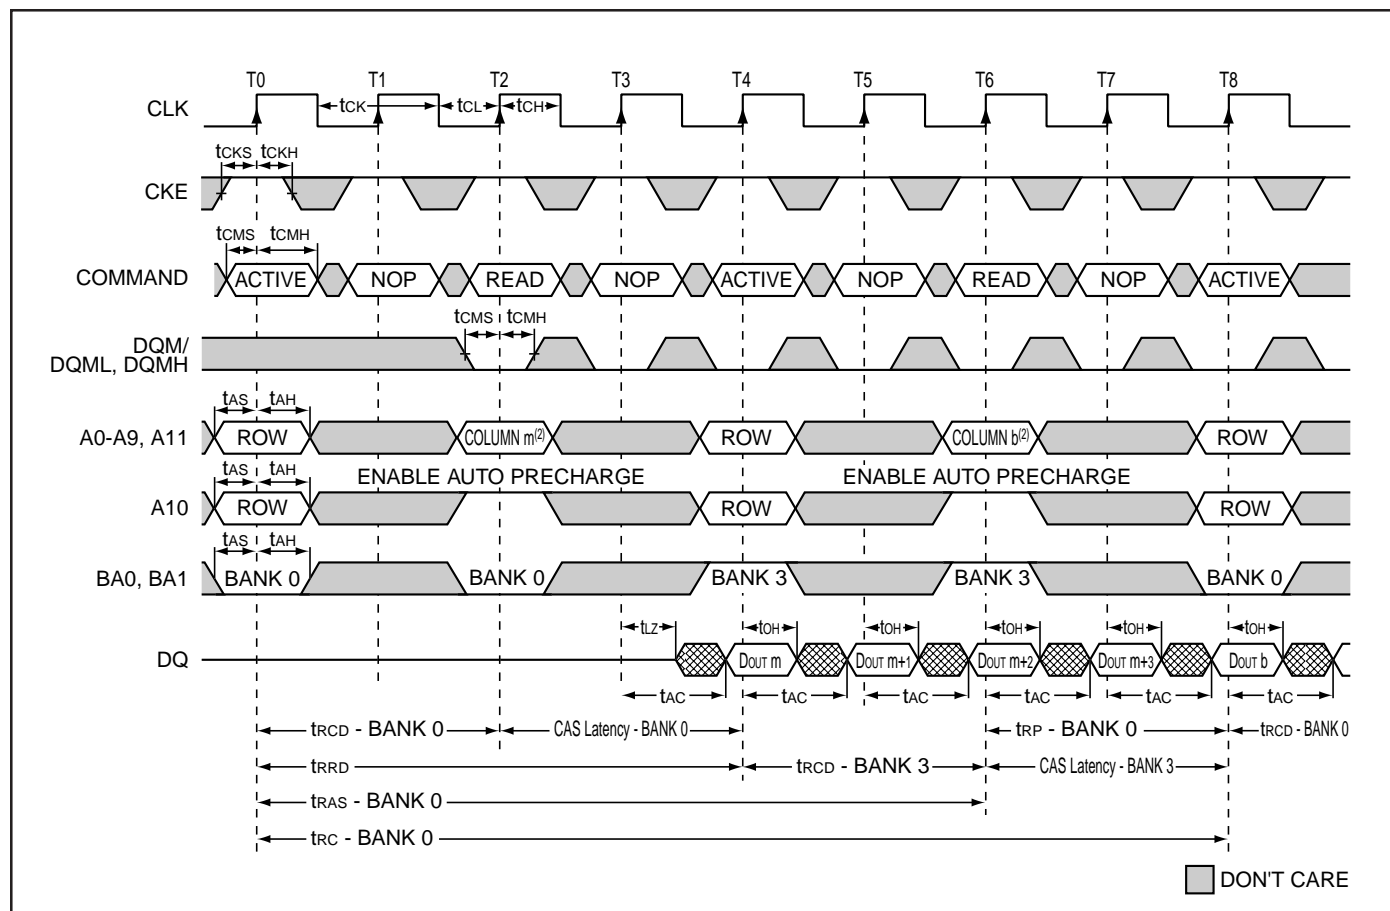 T0 T1 T2 T3 T4 T5 T6 T7 T8
CLK tCK tCL tCH
tCKS tCKH
CKE
tCMS tCMH
COMMAND ACTIVE NOP READ NOP ACTIVE NOP READ NOP ACTIVE
tCMS tCMH
DQM/
DQML, DQMH
tAS tAH
A0-A9, A11 ROW COLUMN m(2) ROW COLUMN b(2) ROW
tAS tAH ENABLE AUTO PRECHARGE ENABLE AUTO PRECHARGE
A10 ROW ROW ROW
tAS tAH
BA0, BA1 BANK 0 BANK 0 BANK 3 BANK 3 BANK 0
tLZ tOH tOH tOH tOH tOH
DQ DOUT m DOUT m+1 DOUT m+2 DOUT m+3 DOUT b
tAC tAC tAC tAC tAC tAC
tRCD - BANK 0 CAS Latency - BANK 0 tRP - BANK 0 tRCD - BANK 0
tRRD tRCD - BANK 3 CAS Latency - BANK 3
tRAS - BANK 0
tRC - BANK 0
DON'T CARE